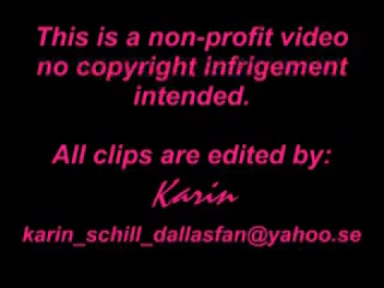 This is a non-profit video
no copyright infrigement
intended.
All clips are edited by:
Karin
karin_schill_dallasfan@yahoo.se